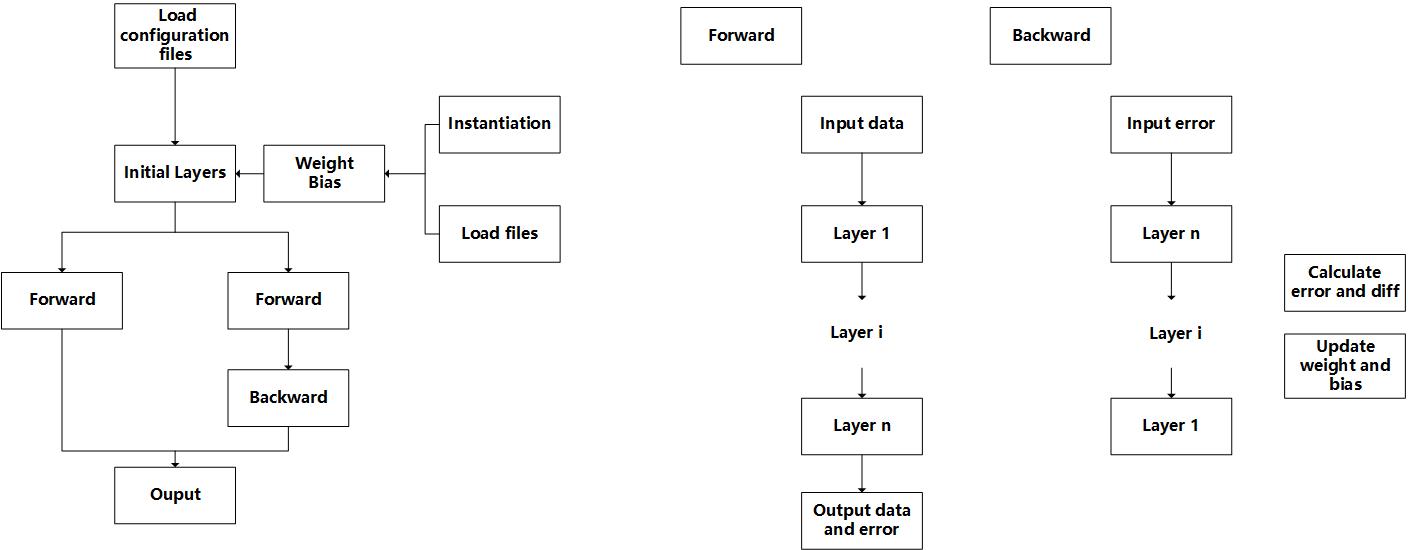 Load
configuration
files
Instantiation
Initial Layers
Weight
Bias
Load files
Forward
Forward
Backward
Ouput
Forward
Input data
Layer 1
Layer i
Layer n
Output data
and error
Backward
Input error
Layer n
Layer i
Layer 1
Calculate
error and diff
Update
weight and
bias